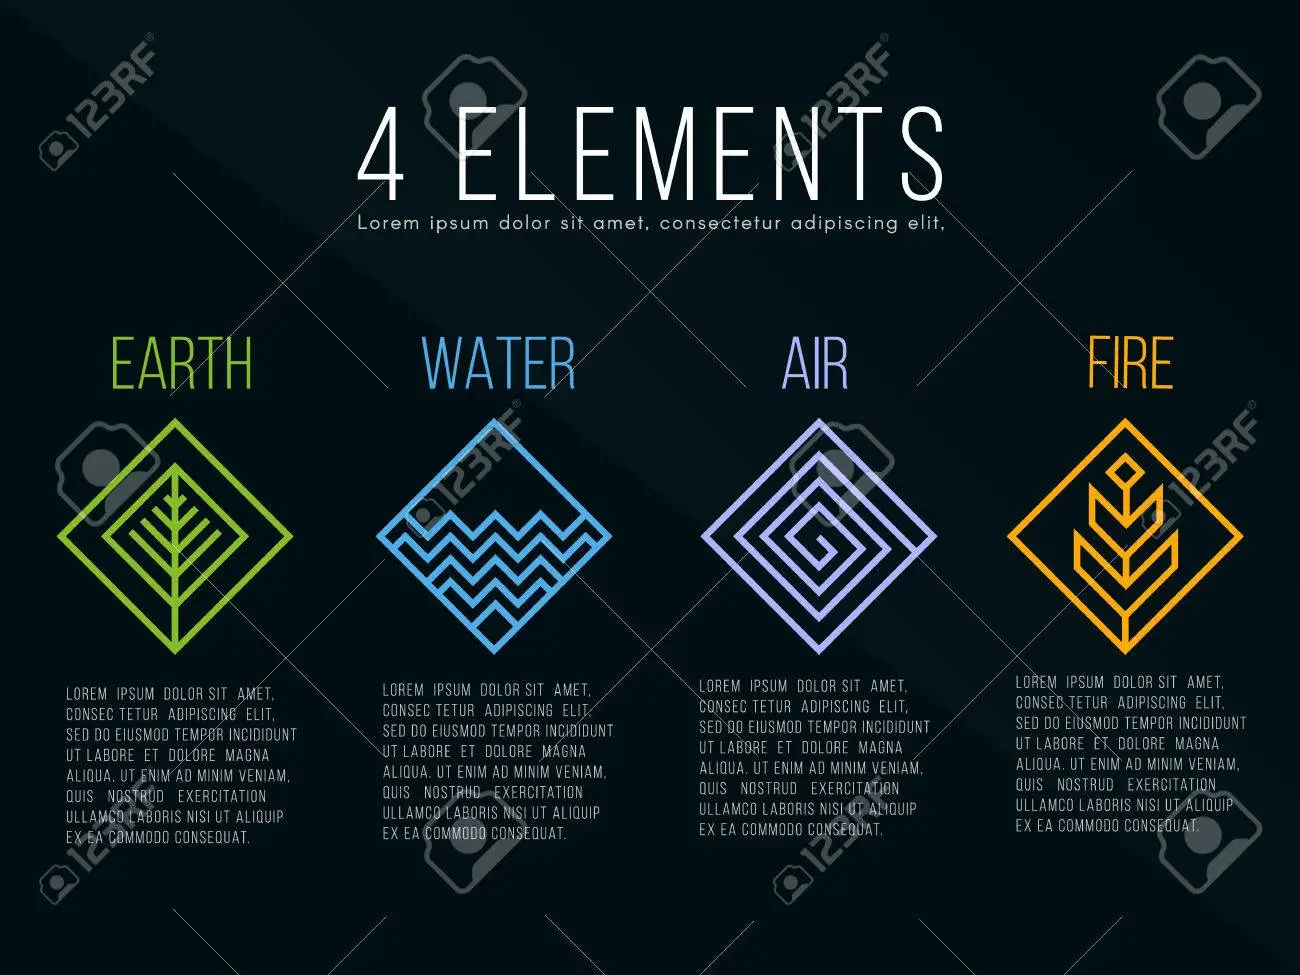 4 ELEMENTS
Lorem ipsum dolor sit amet, consectetur adipiscing elit,
EARTH
LOREM IPSUM DOLOR SIT AMET,
CONSEC TETUR ADIPISCING ELIT,
SED DO EIUSMOD TEMPOR INCIDIDUNT
UT LABORE ET DOLORE MAGNA
ALIQUA. UT ENIM AD MINIM VENIAM,
QUIS NOSTRUD EXERCITATION
ULLAMCO LABORIS NISI UT ALIQUIP
EX EA COMMODO CONSEQUAT.
WATER
LOREM IPSUM DOLOR SIT AMET,
CONSEC TETUR ADIPISCING ELIT,
SED DO EIUSMOD TEMPOR INCIDIDUNT
UT LABORE ET DOLORE MAGNA
ALIQUA. UT ENIM AD MINIM VENIAM,
QUIS NOSTRUD EXERCITATION
ULLAMCO LABORIS NISI UT ALIQUIP
EX EA COMMODO CONSEQUAT.
AIR
LOREM IPSUM DOLOR SIT AMET,
CONSEC TETUR ADIPISCING ELIT,
SED DO EIUSMOD TEMPOR INCIDIDUNT
UT LABORE ET DOLORE MAGNA
ALIQUA. UT ENIM AD MINIM VENIAM,
QUIS NOSTRUD EXERCITATION
ULLAMCO LABORIS NISI UT ALIQUIP
EX EA COMMODO CONSEQUAT.
FIRE
LOREM IPSUM DOLOR SIT AMET,
CONSEC TETUR ADIPISCING ELIT,
SED DO EIUSMOD TEMPOR INCIDIDUNT
UT LABORE ET DOLORE MAGNA
ALIQUA. UT ENIM AD MINIM VENIAM,
QUIS NOSTRUD EXERCITATION
ULLAMCO LABORIS NISI UT ALIQUIP
EX EA COMMODO CONSEQUAT.
123RF
123RF
123RF
123RF
123RF
123RF